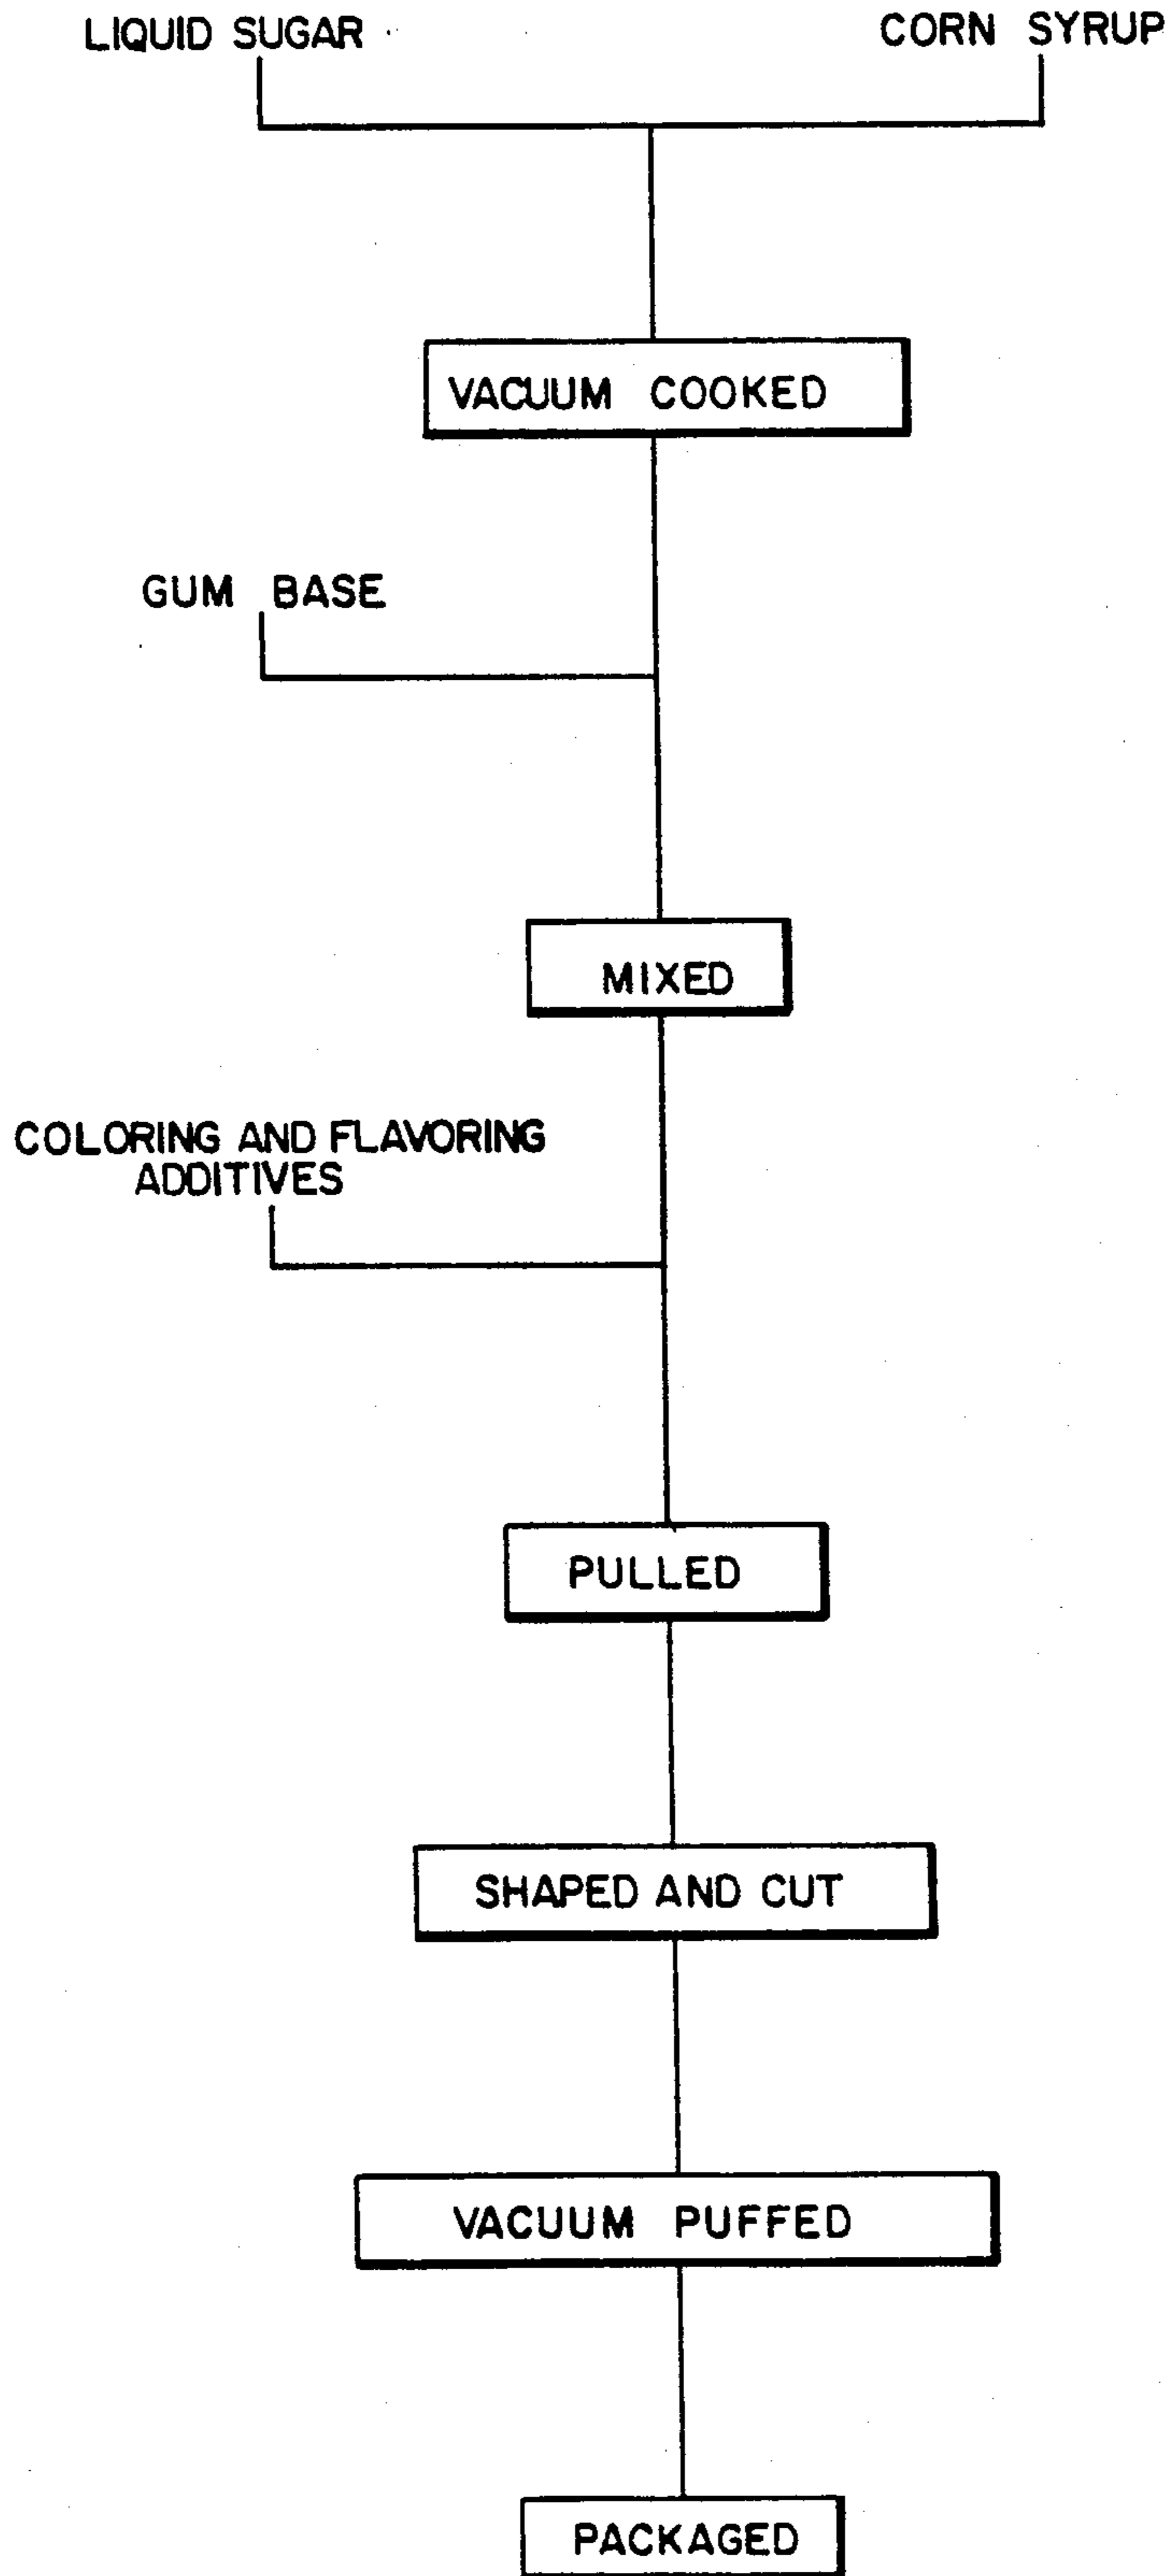 LIQUID SUGAR
CORN SYRUP
VACUUM COOKED
GUM BASE
MIXED
COLORING AND FLAVORING
ADDITIVES
PULLED
SHAPED AND CUT
VACUUM PUFFED
PACKAGED